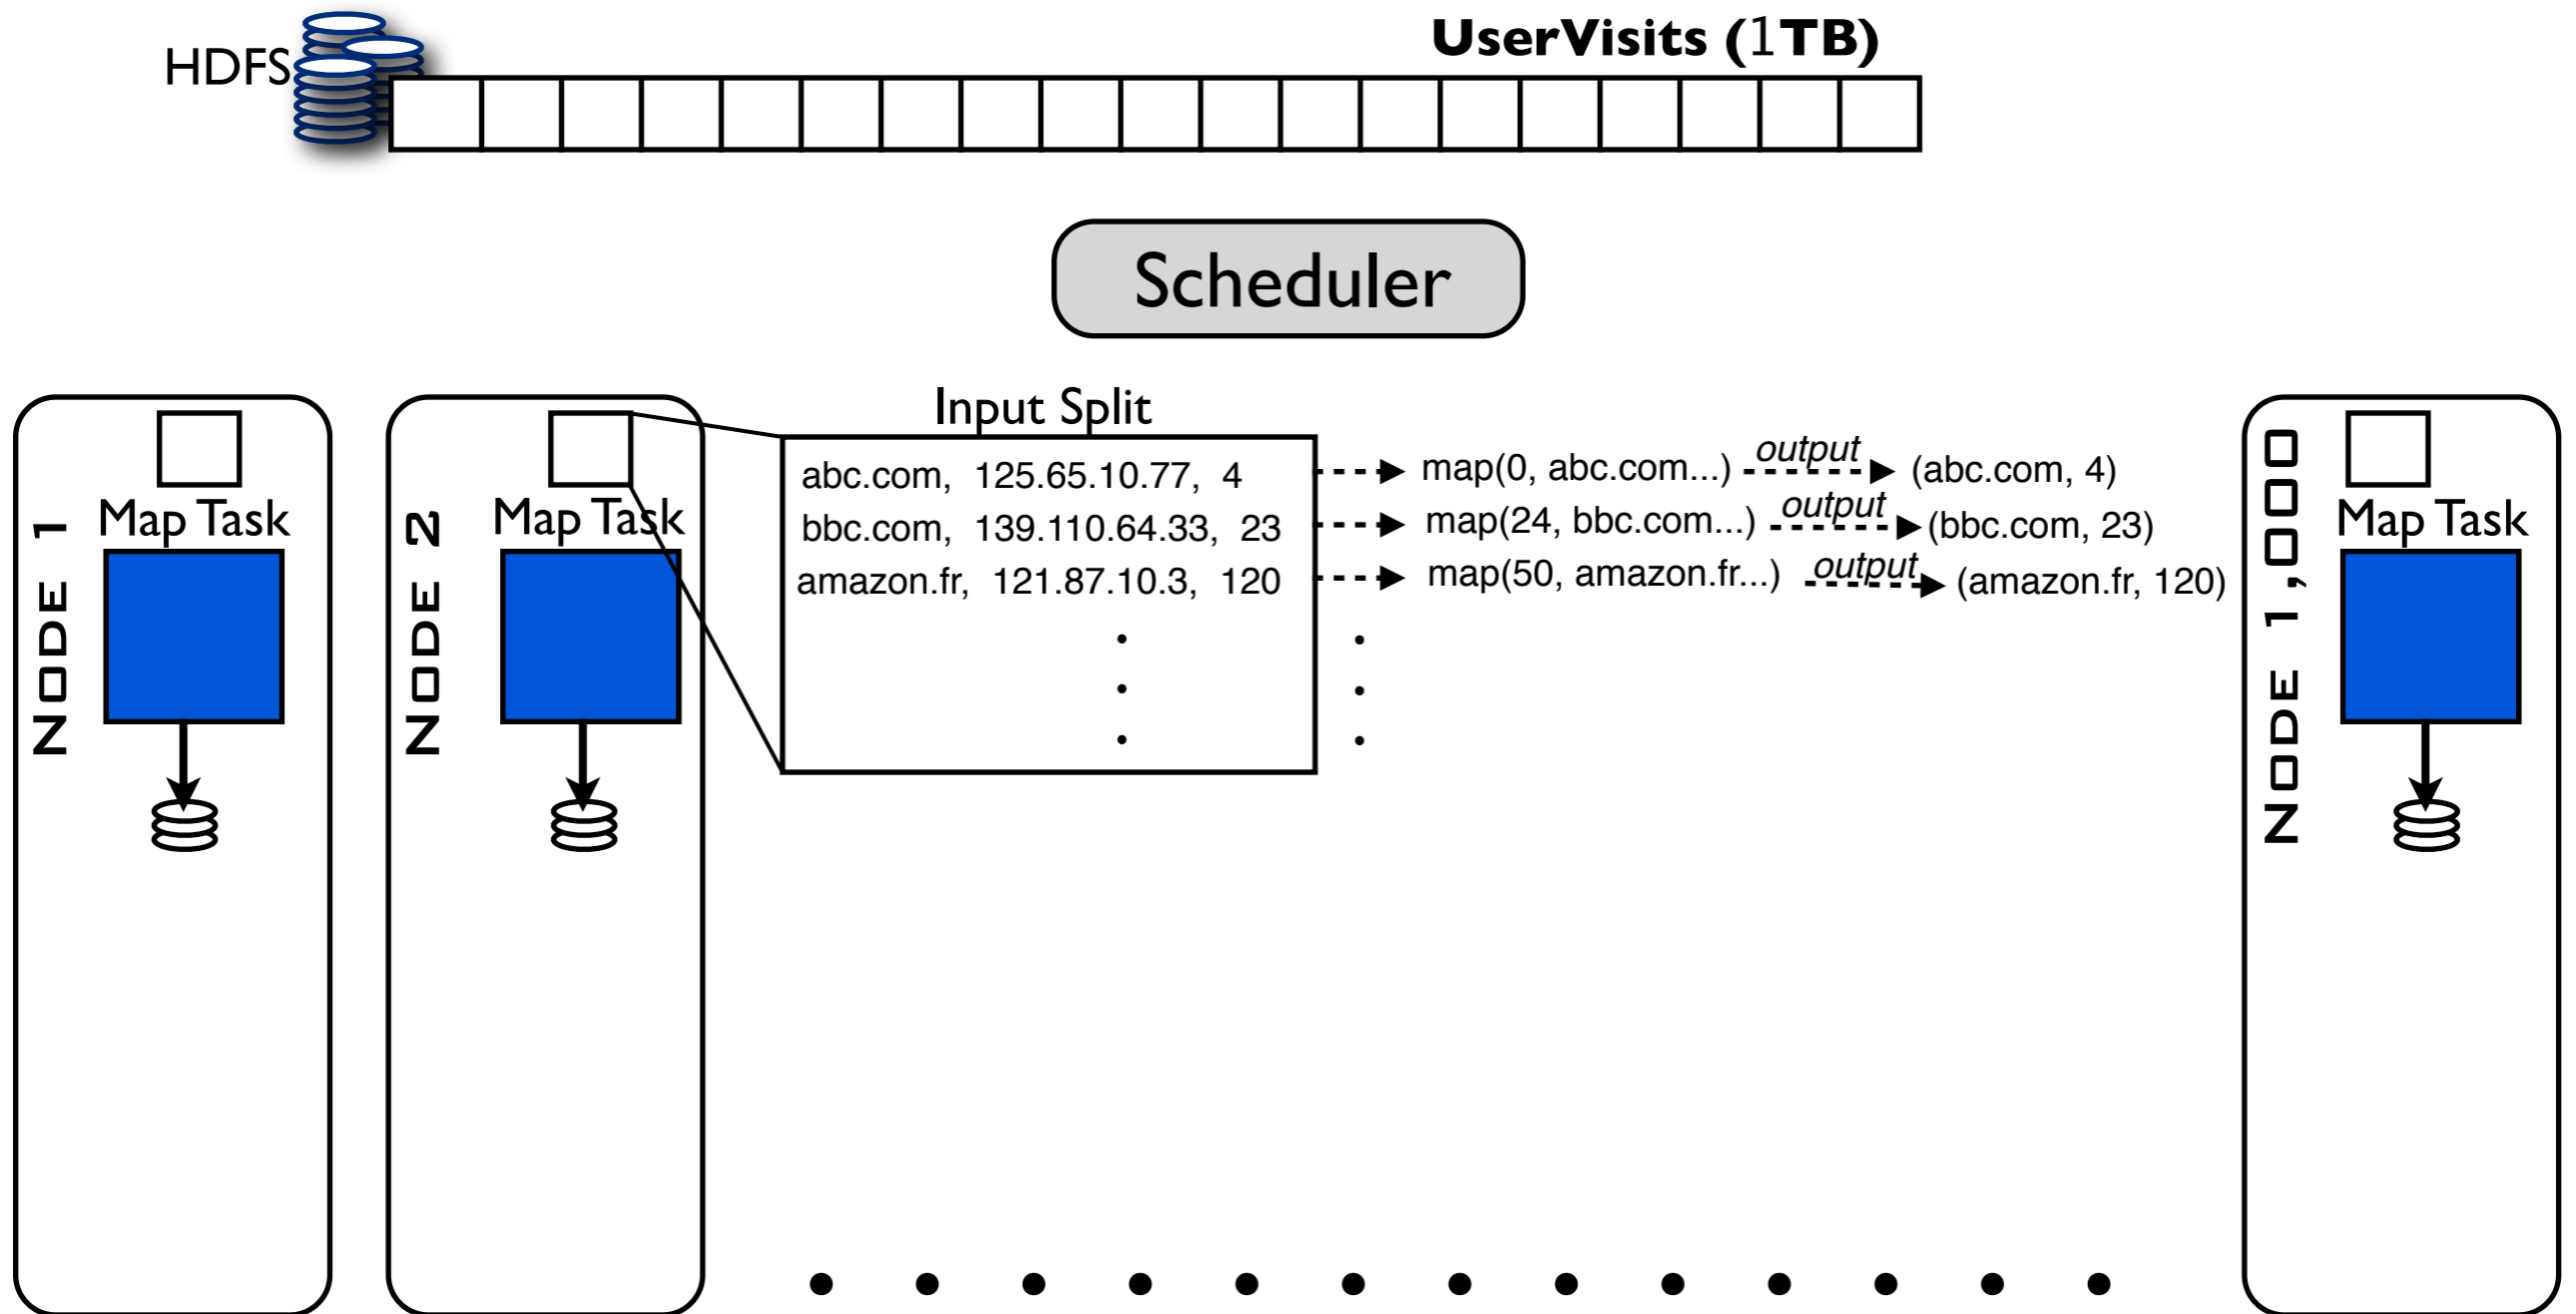 UserVisits (1TB)
HDFS
Scheduler
Input Split
NODE 1
Map Task
NODE 2
Map Task
abc.com, 125.65.10.77, 4
bbc.com, 139.110.64.33, 23
amazon.fr, 121.87.10.3, 120
map(0, abc.com...) output (abc.com, 4)
map(24, bbc.com...) output (bbc.com, 23)
map(50, amazon.fr...) output (amazon.fr, 120)
NODE 1,000
Map Task